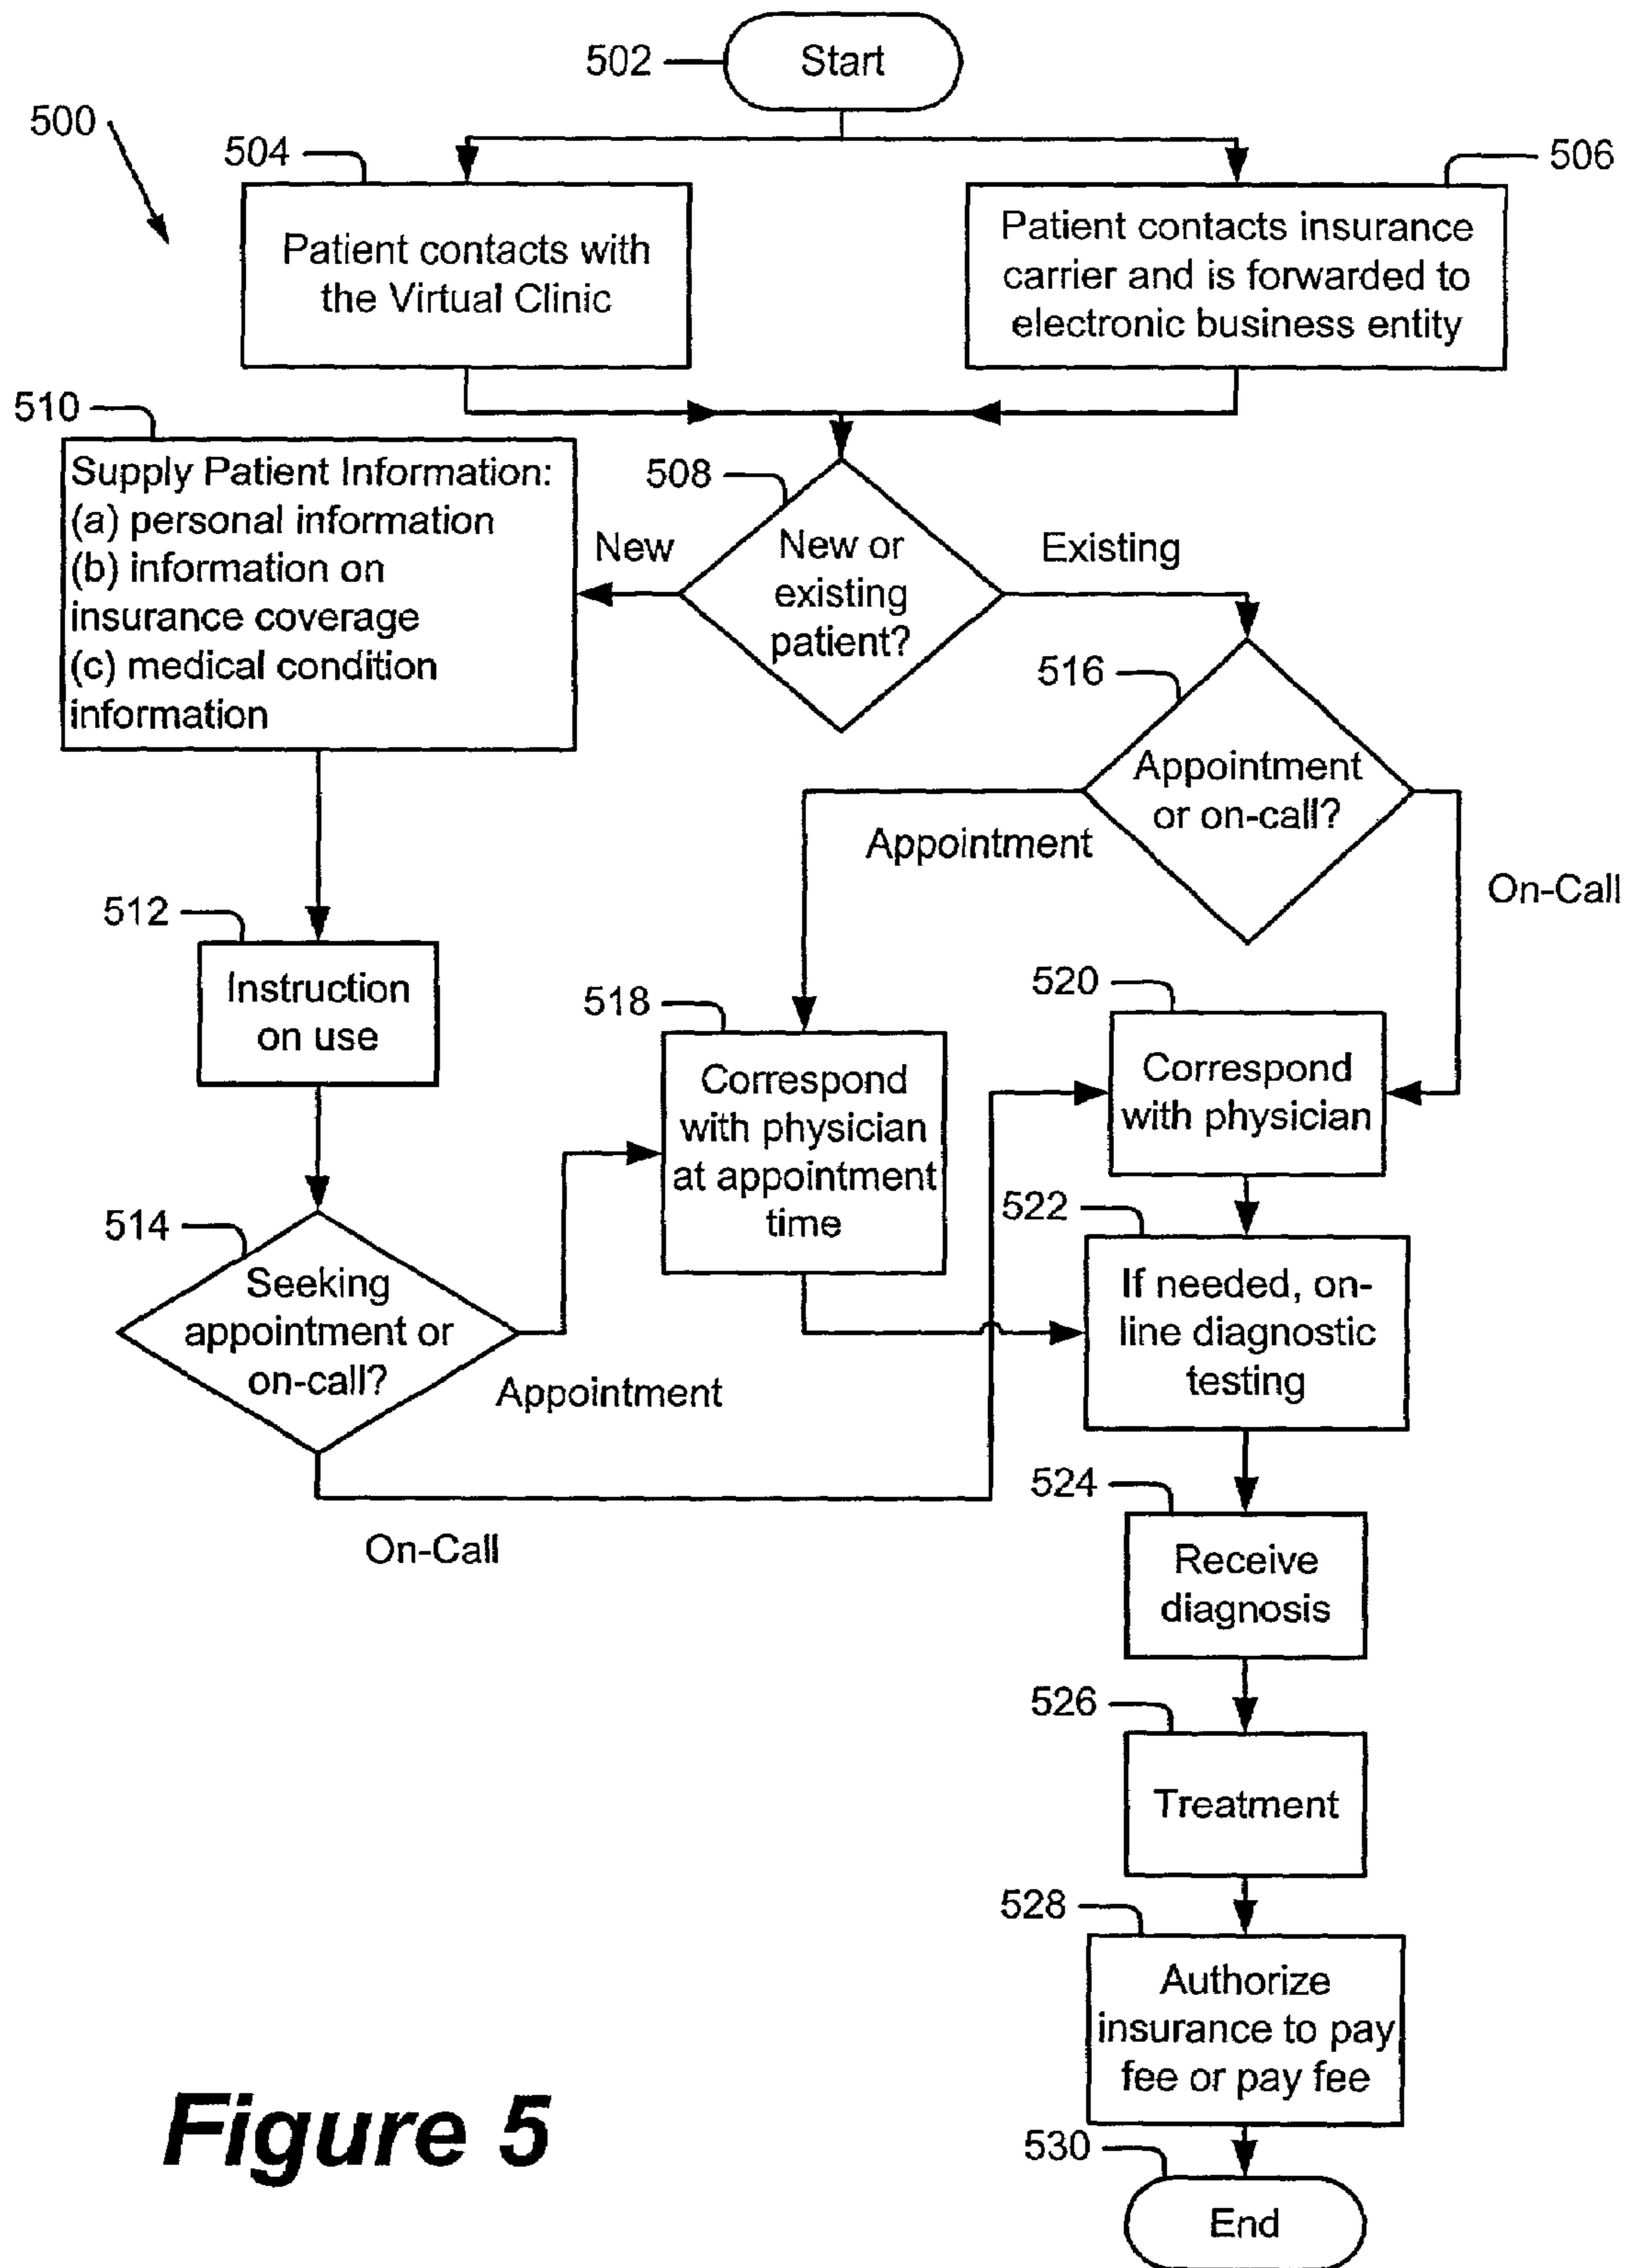 502
Start
500
504
506
Patient contacts with
the Virtual Clinic
Patient contacts insurance
carrier and is forwarded to
electronic business entity
510
Supply Patient Information:
(a) personal information
(b) information on
insurance coverage
(c) medical condition
information
508
New
New or
existing
patient?
Existing
516
Appointment
or on-call?
Appointment
On-Call
512
Instruction
on use
518
Correspond
with physician
at appointment
time
520
Correspond
with physician
514
Seeking
appointment or
on-call?
Appointment
On-Call
522
If needed, on-
line diagnostic
testing
524
Receive
diagnosis
526
Treatment
528
Authorize
insurance to pay
fee or pay fee
530
End
Figure 5